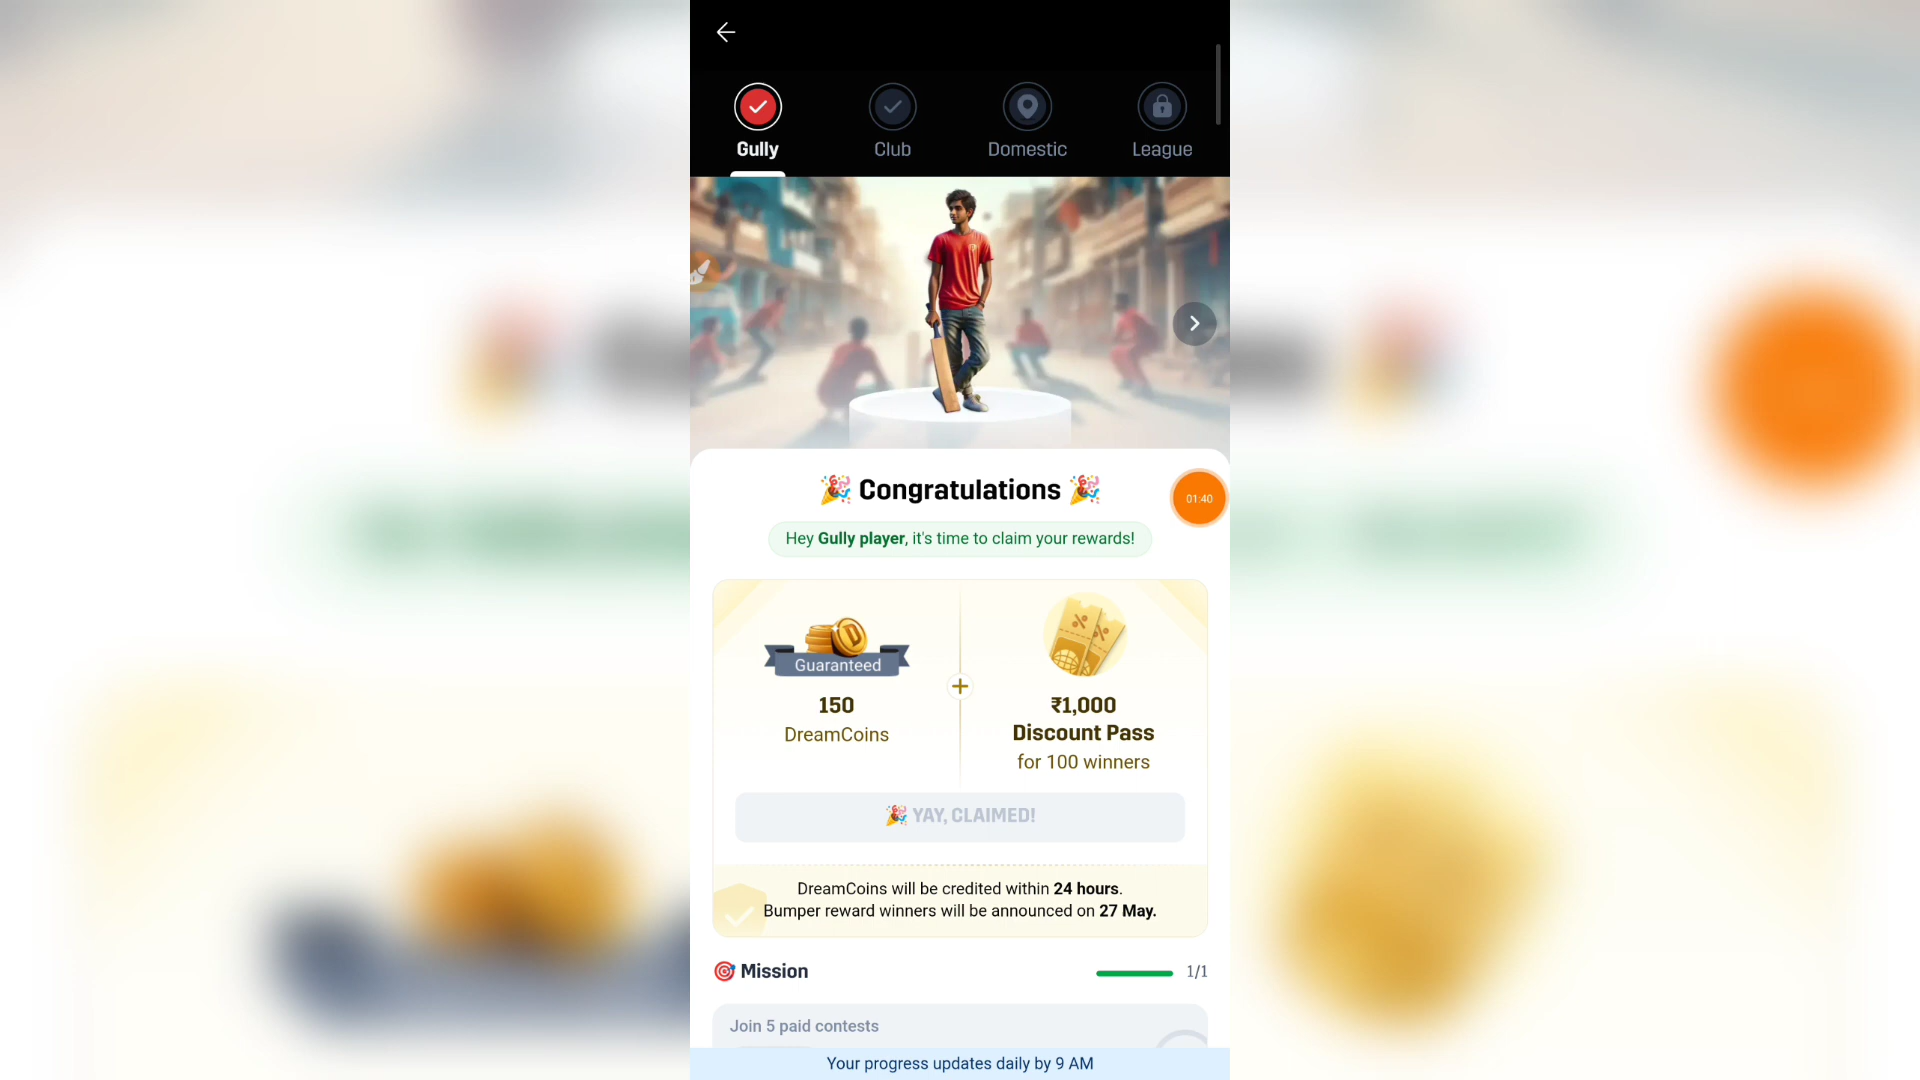 Gully
Club
Domestic
League
Congratulations
01:40
Hey Gully player, it's time to claim your rewards!
D
Guaranteed
150
DreamCoins
₹1,000
Discount Pass
for 100 winners
YAY, CLAIMED!
DreamCoins will be credited within 24 hours.
Bumper reward winners will be announced on 27 May.
Mission
1/1
Join 5 paid contests
Your progress updates daily by 9 AM